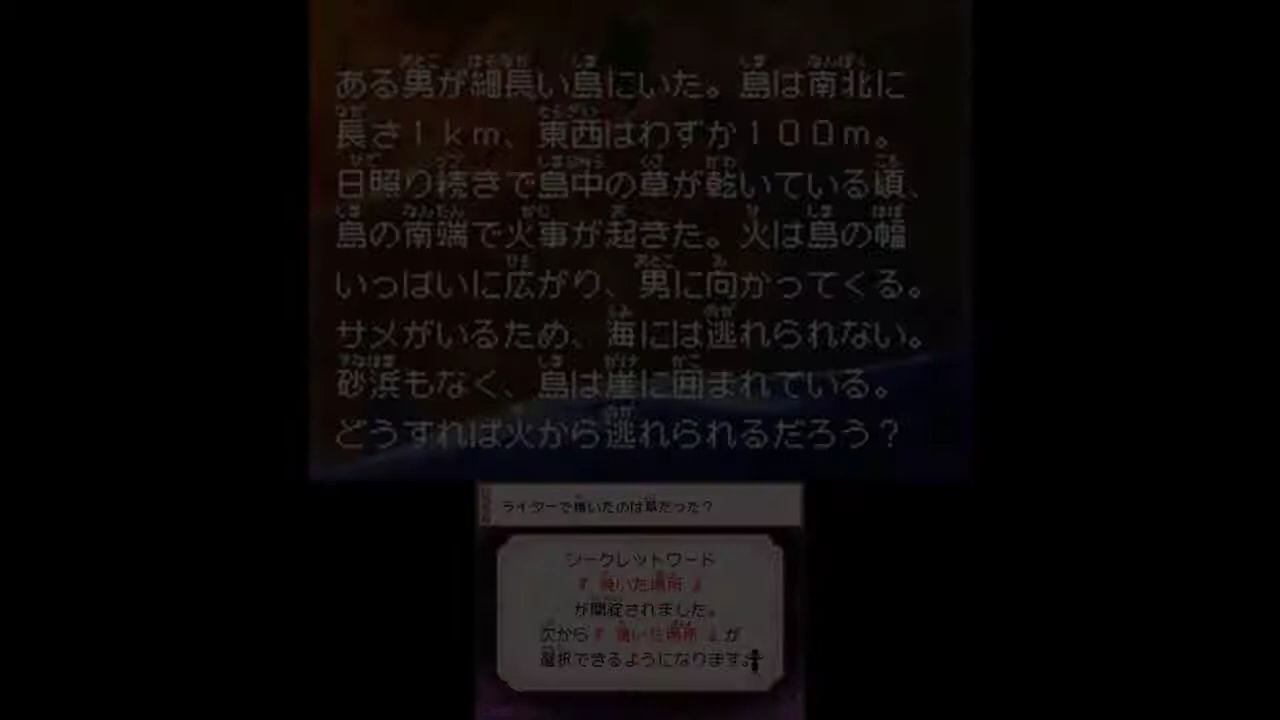 ある男が細長い島にいた。島は南北に
長さ１ｋｍ、東西はわずか１００ｍ。
日照り続きで島中の草が乾いている頃、
島の南端で火事が起きた。火は島の幅
いっぱいに広がり、男に向かってくる。
サメがいるため、海には逃れられない。
砂浜もなく、島は崖に囲まれている。
どうすれば火から逃れられるだろう？
ライターで焼いたのは草だった？
シークレットワード
『 焼いた場所 』
が開錠されました。
次から『 焼いた場所 』が
選択できるようになります。